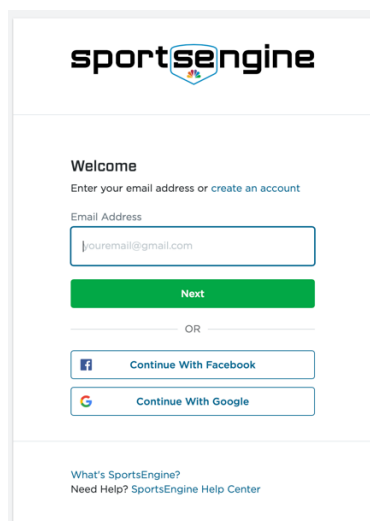 sportsengine
Welcome
Enter your email address or create an account
Email Address
youremail@gmail.com
Next
OR
Continue With Facebook
Continue With Google
What's SportsEngine?
Need Help? SportsEngine Help Center